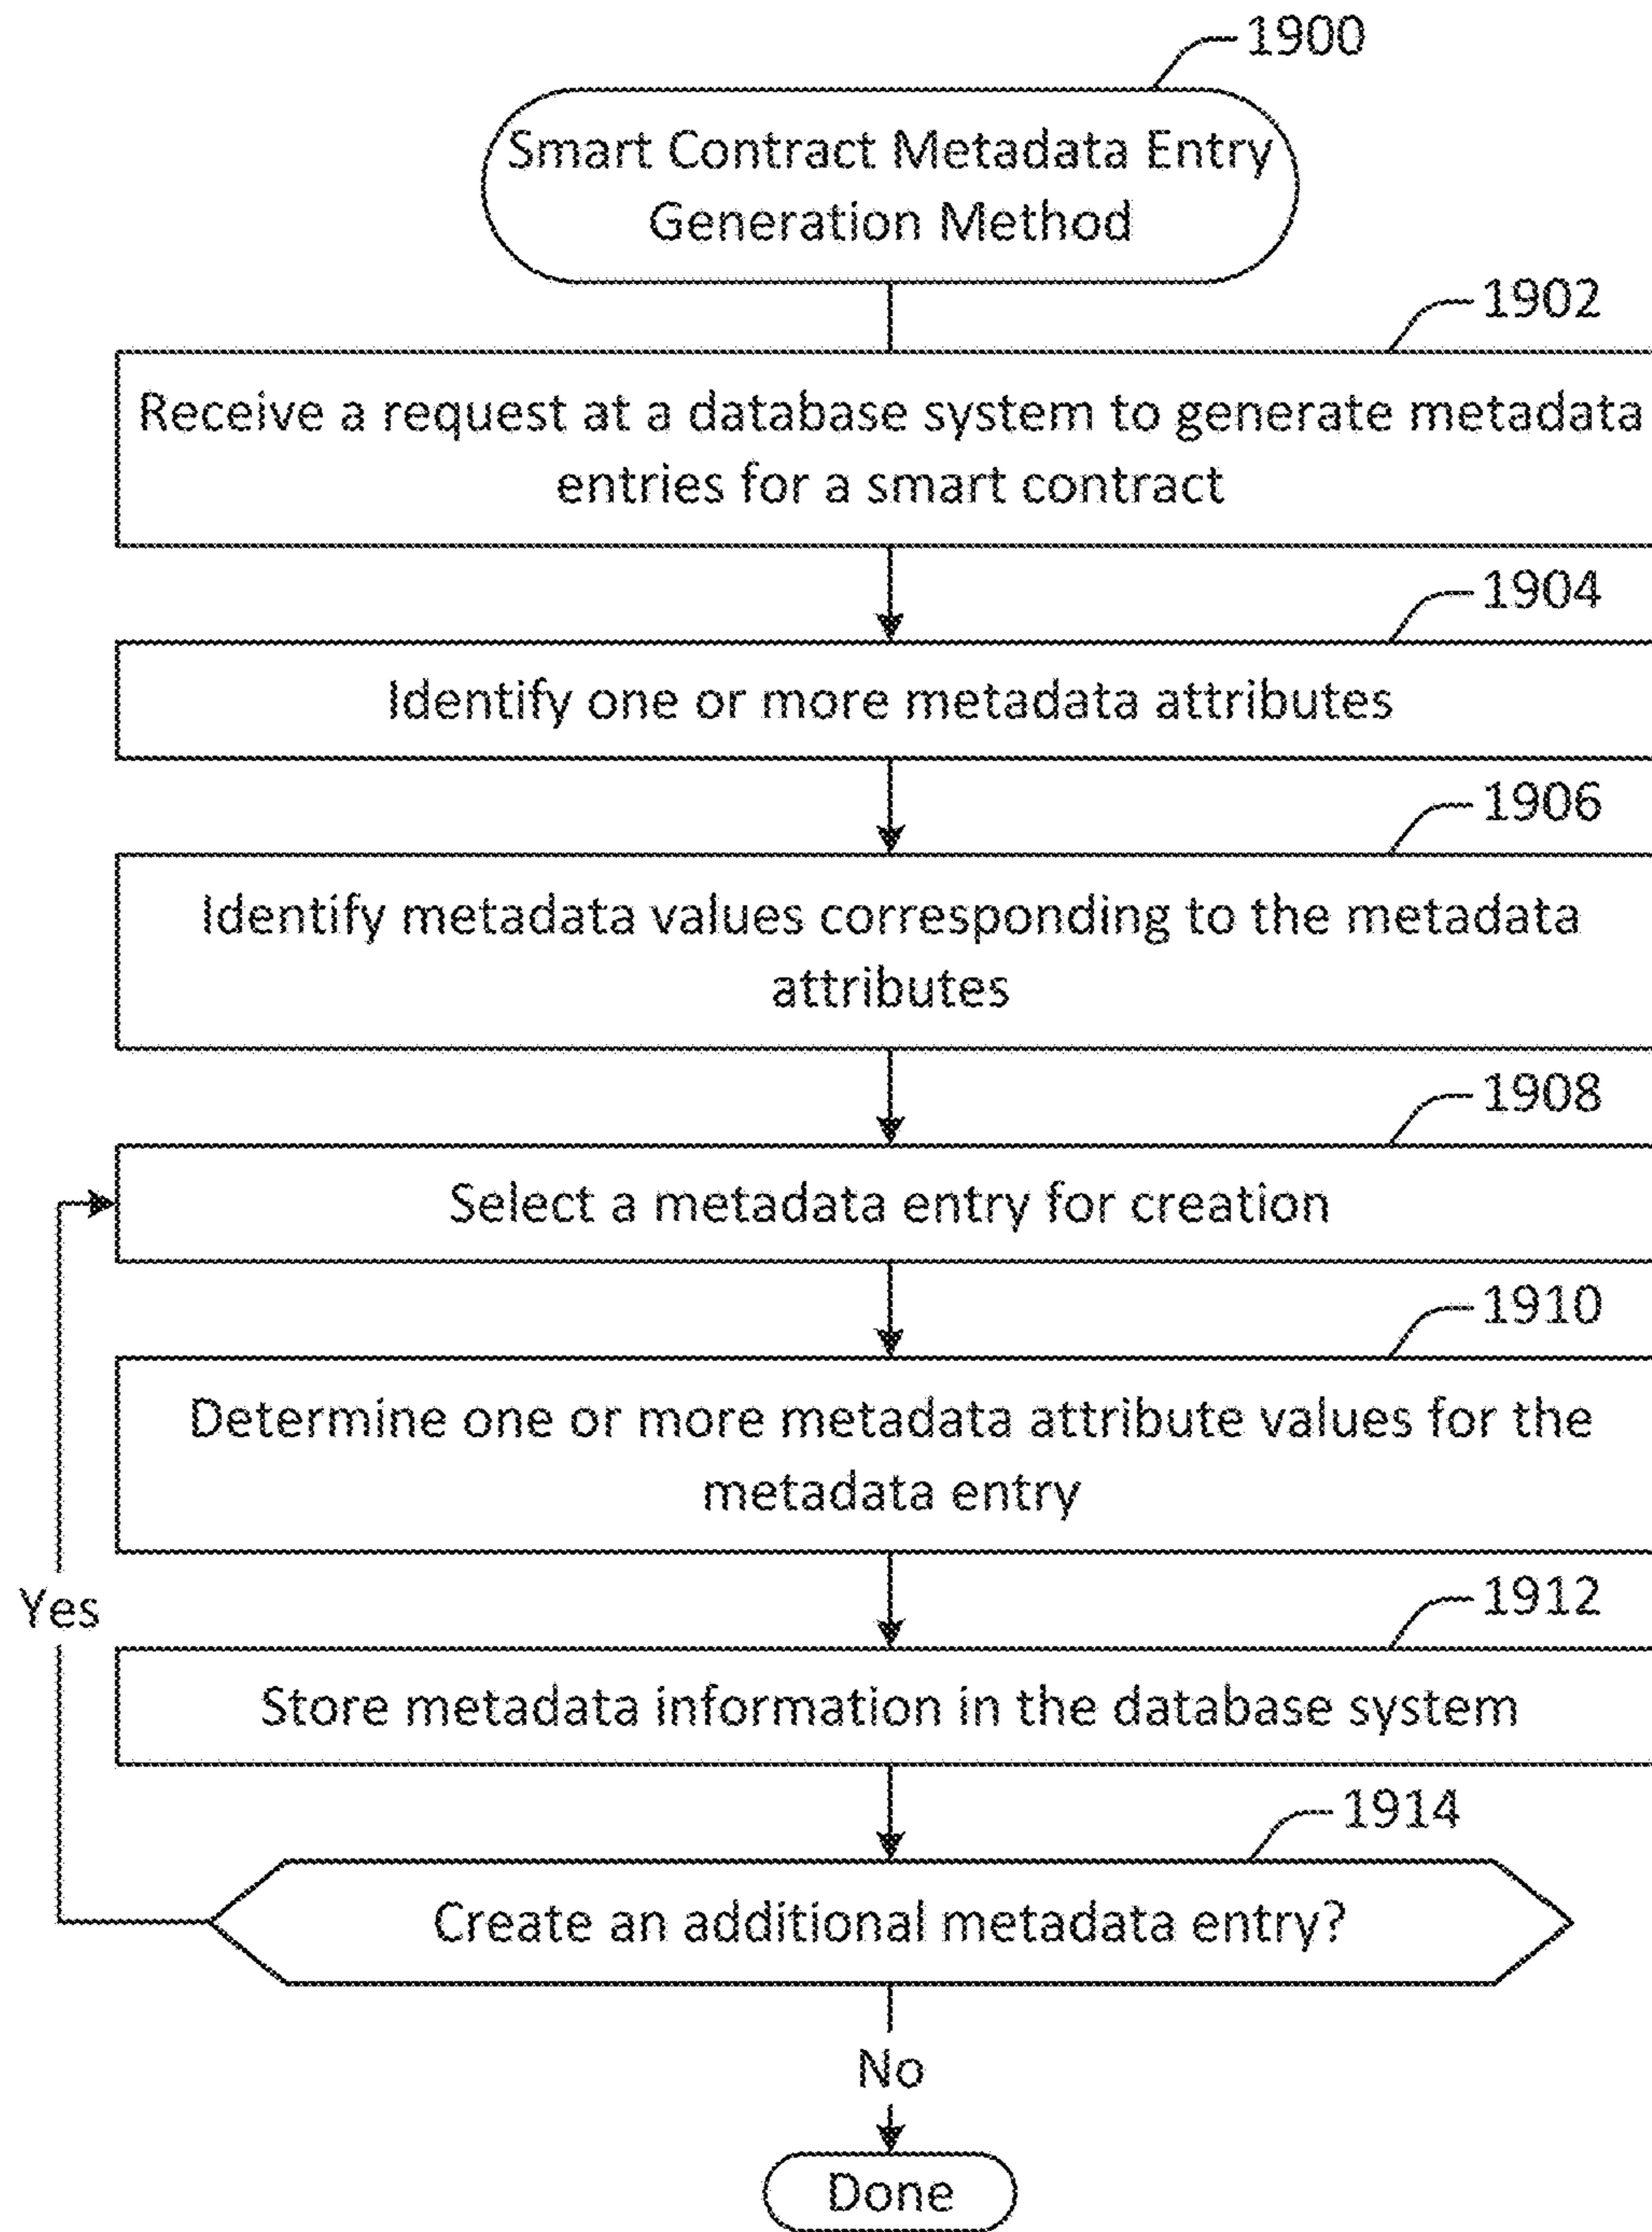 1900
Smart Contract Metadata Entry
Generation Method
1902
Receive a request at a database system to generate metadata
entries for a smart contract
1904
Identify one or more metadata attributes
1906
Identify metadata values corresponding to the metadata
attributes
1908
Select a metadata entry for creation
1910
Determine one or more metadata attribute values for the
metadata entry
Yes
1912
Store metadata information in the database system
1914
Create an additional metadata entry?
No
Done